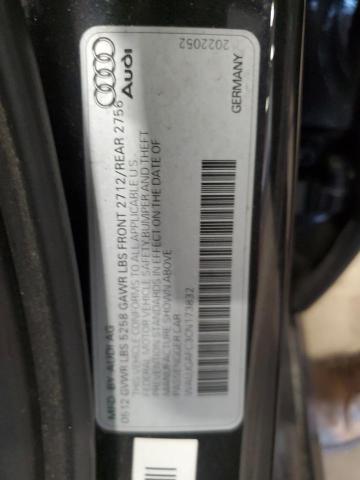 MFD. BY AUDI AG
05.12 GVWR LBS 5258 GAWR LBS FRONT 2712/REAR 2756
THIS VEHICLE CONFORMS TO ALL APPLICABLE U.S.
FEDERAL MOTOR VEHICLE SAFETY, BUMPER AND THEFT
PREVENTION STANDARDS IN EFFECT ON THE DATE OF
MANUFACTURE SHOWN ABOVE
PASSENGER CAR
WAUJGAFC3CN173832
Audi
2022052
GERMANY